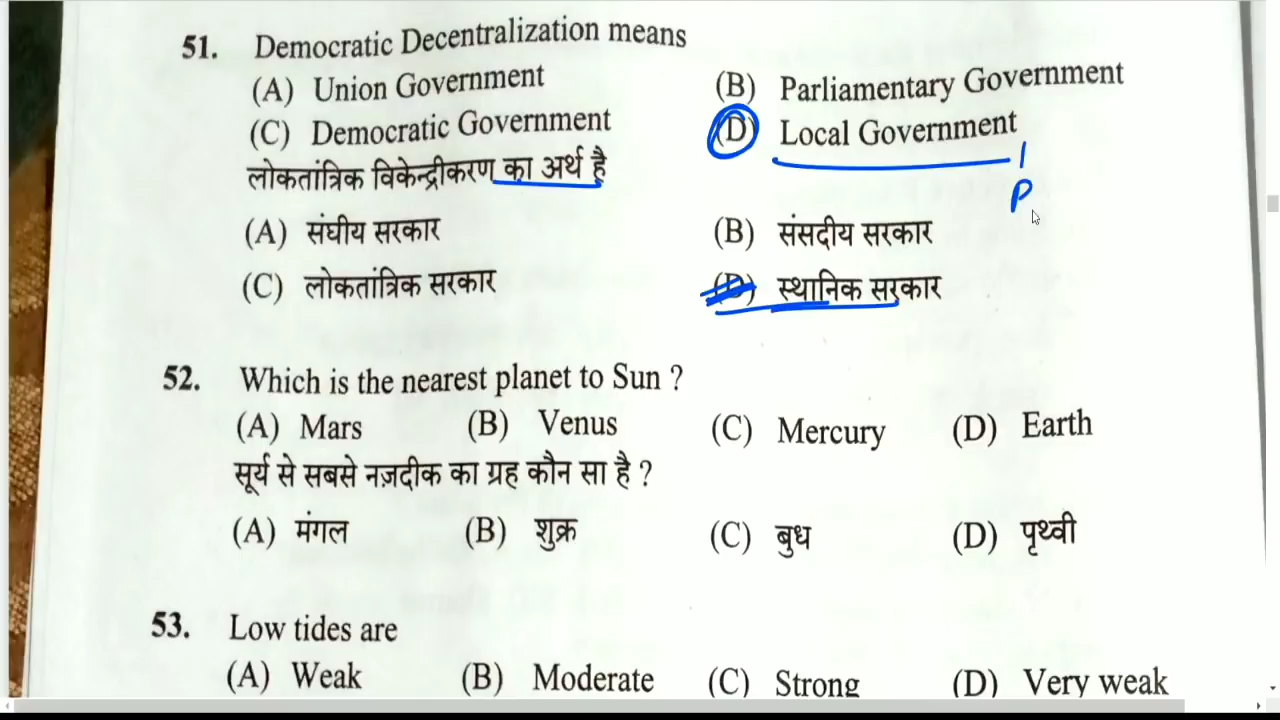 51. Democratic Decentralization means
(A) Union Government (B) Parliamentary Government
(C) Democratic Government (D) Local Government
लोकतांत्रिक विकेन्द्रीकरण का अर्थ है
P
(A) संघीय सरकार (B) संसदीय सरकार
(C) लोकतांत्रिक सरकार (D) स्थानिक सरकार
52. Which is the nearest planet to Sun ?
(A) Mars (B) Venus (C) Mercury (D) Earth
सूर्य से सबसे नज़दीक का ग्रह कौन सा है ?
(A) मंगल (B) शुक्र (C) बुध (D) पृथ्वी
53. Low tides are
(A) Weak (B) Moderate (C) Strong (D) Very weak